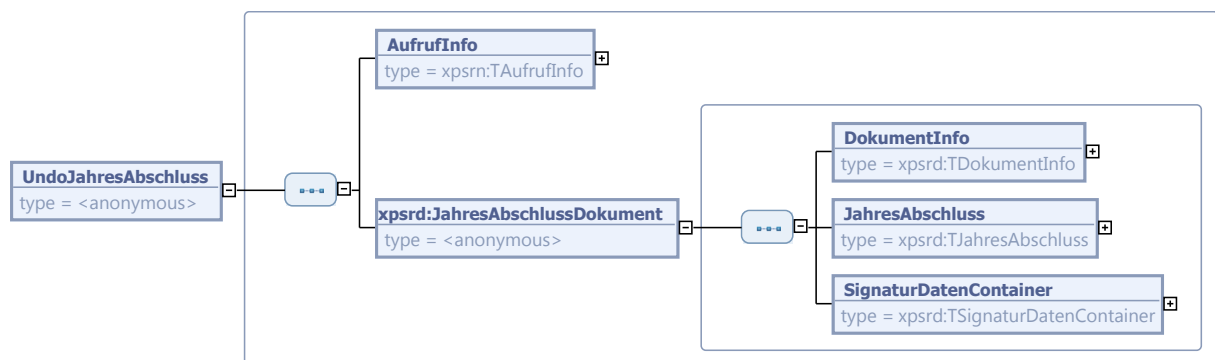 UndoJahresAbschluss
type = <anonymous>
AufrufInfo
type = xpsrn:TAufrufInfo
xpsrd:JahresAbschlussDokument
type = <anonymous>
DokumentInfo
type = xpsrd:TDokumentInfo
JahresAbschluss
type = xpsrd:TJahresAbschluss
SignaturDatenContainer
type = xpsrd:TSignaturDatenContainer